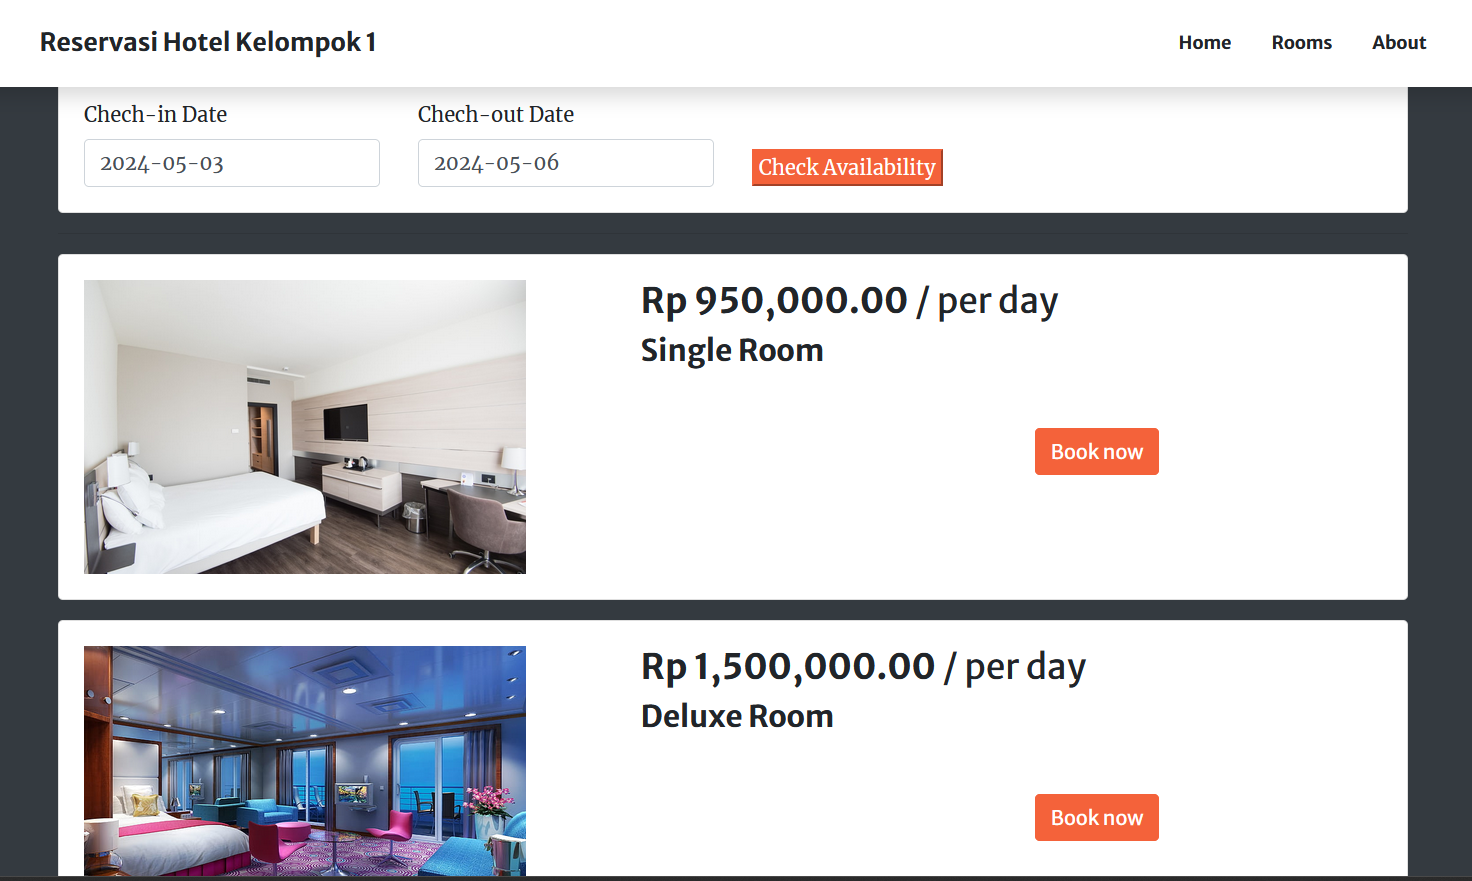 Reservasi Hotel Kelompok 1
Home Rooms About
Chech-in Date Chech-out Date
2024-05-03 2024-05-06 Check Availability
Rp 950,000.00 / per day
Single Room
Book now
Rp 1,500,000.00 / per day
Deluxe Room
Book now